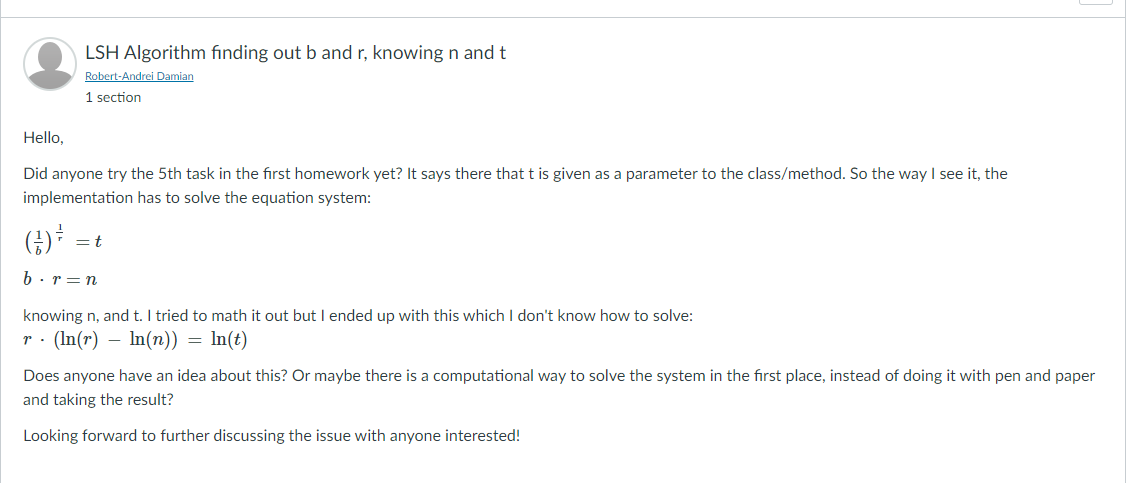 LSH Algorithm finding out b and r, knowing n and t
Robert-Andrei Damian
1 section
Hello,
Did anyone try the 5th task in the first homework yet? It says there that t is given as a parameter to the class/method. So the way I see it, the
implementation has to solve the equation system:
(1/b)^(1/r) = t
b · r = n
knowing n, and t. I tried to math it out but I ended up with this which I don't know how to solve:
r · (ln(r) − ln(n)) = ln(t)
Does anyone have an idea about this? Or maybe there is a computational way to solve the system in the first place, instead of doing it with pen and paper
and taking the result?
Looking forward to further discussing the issue with anyone interested!